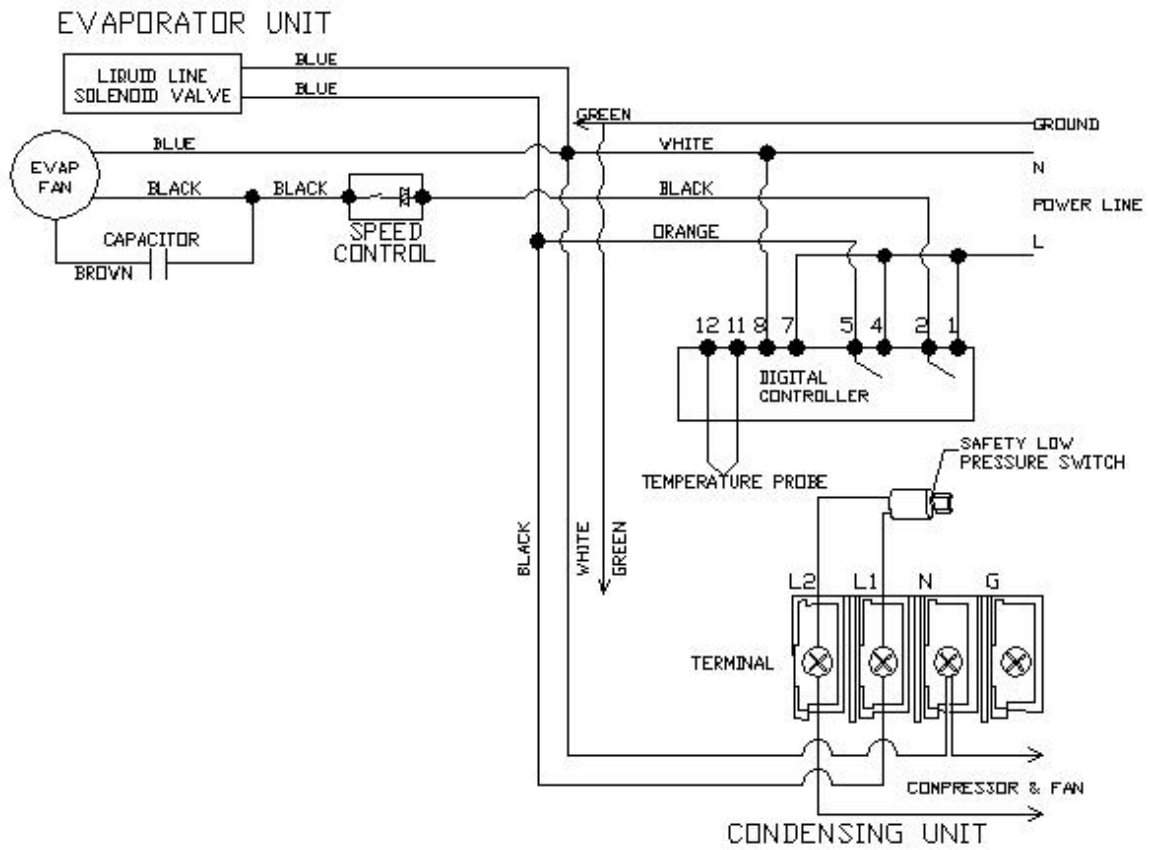 EVAPORATOR UNIT
BLUE
LIQUID LINE
SOLENOID VALVE
BLUE
GREEN
GROUND
BLUE
WHITE
EVAP
FAN
N
BLACK
BLACK
BLACK
POWER LINE
SPEED
CONTROL
CAPACITOR
ORANGE
L
BROWN
12 11 8 7 5 4 2 1
DIGITAL
CONTROLLER
SAFETY LOW
PRESSURE SWITCH
TEMPERATURE PROBE
BLACK
WHITE
GREEN
L2 L1 N G
TERMINAL
COMPRESSOR & FAN
CONDENSING UNIT